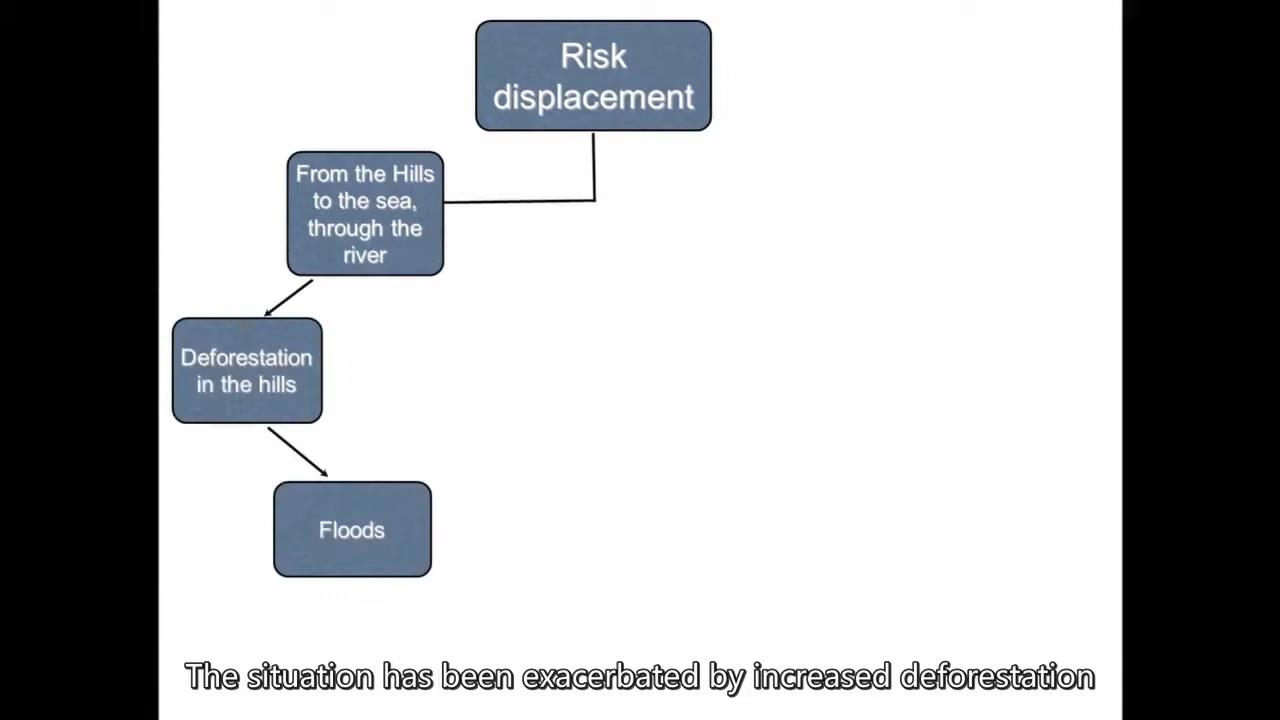 Risk
displacement
From the Hills
to the sea,
through the
river
Deforestation
in the hills
Floods
The situation has been exacerbated by increased deforestation